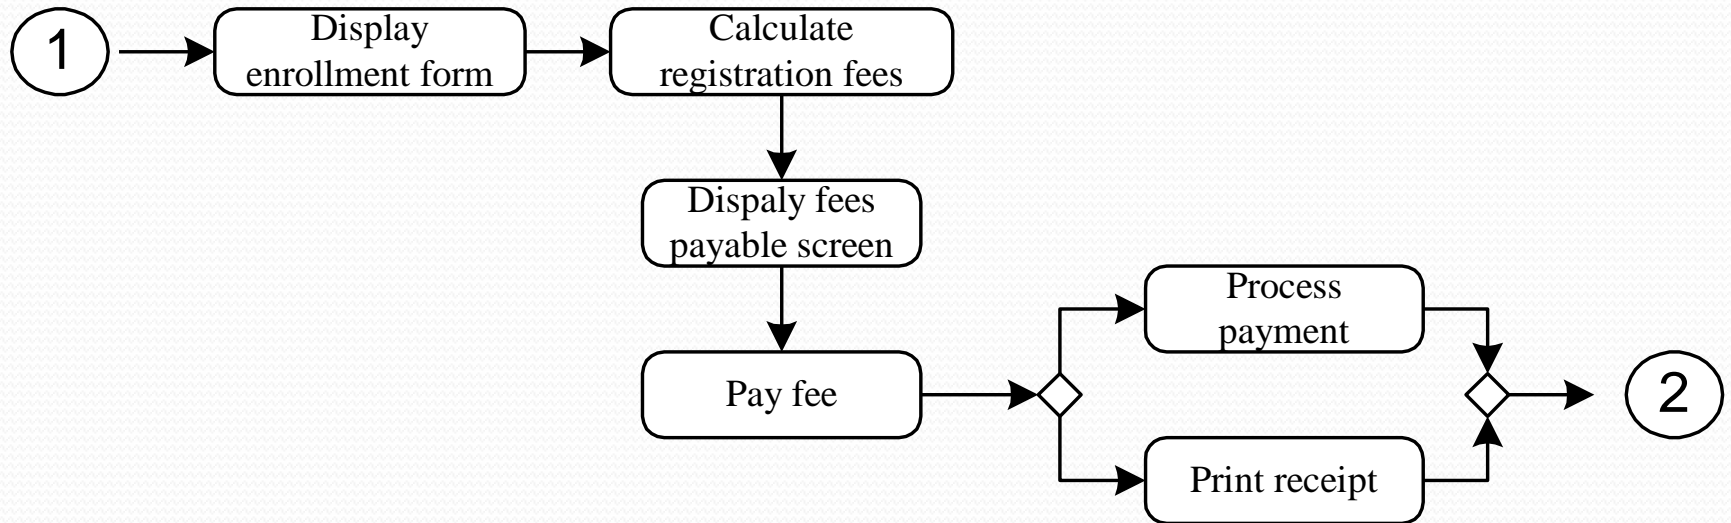 1
Display
enrollment form
Calculate
registration fees
Dispaly fees
payable screen
Pay fee
Process
payment
Print receipt
2